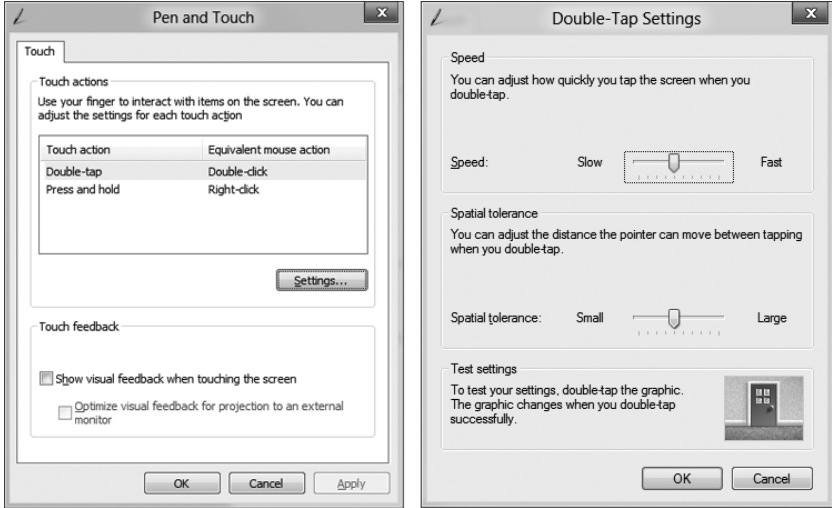 Pen and Touch
x
Touch
Touch actions
Use your finger to interact with items on the screen. You can
adjust the settings for each touch action
Touch action Equivalent mouse action
Double-tap Double-click
Press and hold Right-click
Settings...
Touch feedback
Show visual feedback when touching the screen
Optimize visual feedback for projection to an external
monitor
OK Cancel Apply
Double-Tap Settings
x
Speed
You can adjust how quickly you tap the screen when you
double-tap.
Speed: Slow Fast
Spatial tolerance
You can adjust the distance the pointer can move between tapping
when you double-tap.
Spatial tolerance: Small Large
Test settings
To test your settings, double-tap the graphic.
The graphic changes when you double-tap
successfully.
OK Cancel